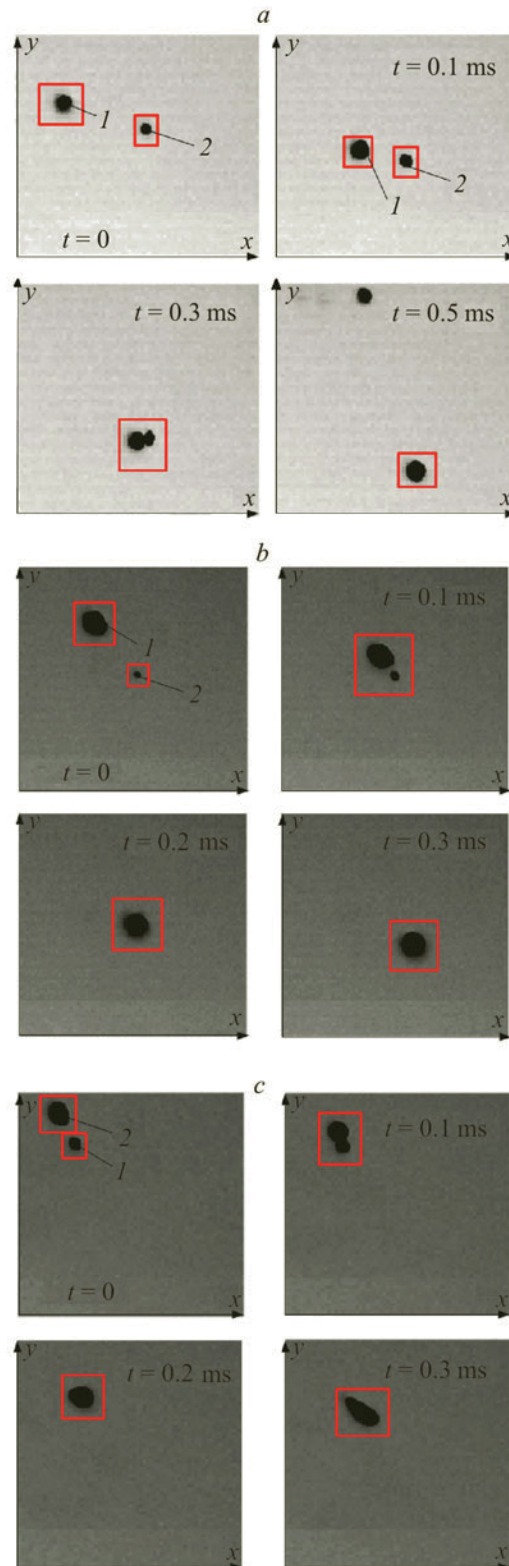 a
y
1
2
t = 0
x
y
t = 0.1 ms
1
2
x
y
t = 0.3 ms
x
y
t = 0.5 ms
x
b
y
1
2
t = 0
x
y
t = 0.1 ms
x
y
t = 0.2 ms
x
y
t = 0.3 ms
x
c
y
2
1
t = 0
x
y
t = 0.1 ms
x
y
t = 0.2 ms
x
y
t = 0.3 ms
x